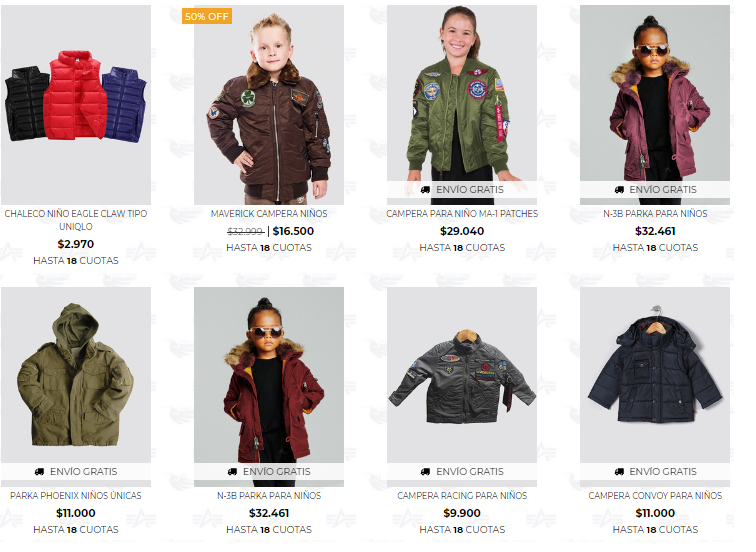 50% OFF
ENVÍO GRATIS
ENVÍO GRATIS
CHALECO NIÑO EAGLE CLAW TIPO
UNIQLO
$2.970
HASTA 18 CUOTAS
MAVERICK CAMPERA NIÑOS
$32.999 | $16.500
HASTA 18 CUOTAS
CAMPERA PARA NIÑO MA-1 PATCHES
$29.040
HASTA 18 CUOTAS
N-3B PARKA PARA NIÑOS
$32.461
HASTA 18 CUOTAS
ENVÍO GRATIS
ENVÍO GRATIS
ENVÍO GRATIS
ENVÍO GRATIS
PARKA PHOENIX NIÑOS ÚNICAS
$11.000
HASTA 18 CUOTAS
N-3B PARKA PARA NIÑOS
$32.461
HASTA 18 CUOTAS
CAMPERA RACING PARA NIÑOS
$9.900
HASTA 18 CUOTAS
CAMPERA CONVOY PARA NIÑOS
$11.000
HASTA 18 CUOTAS